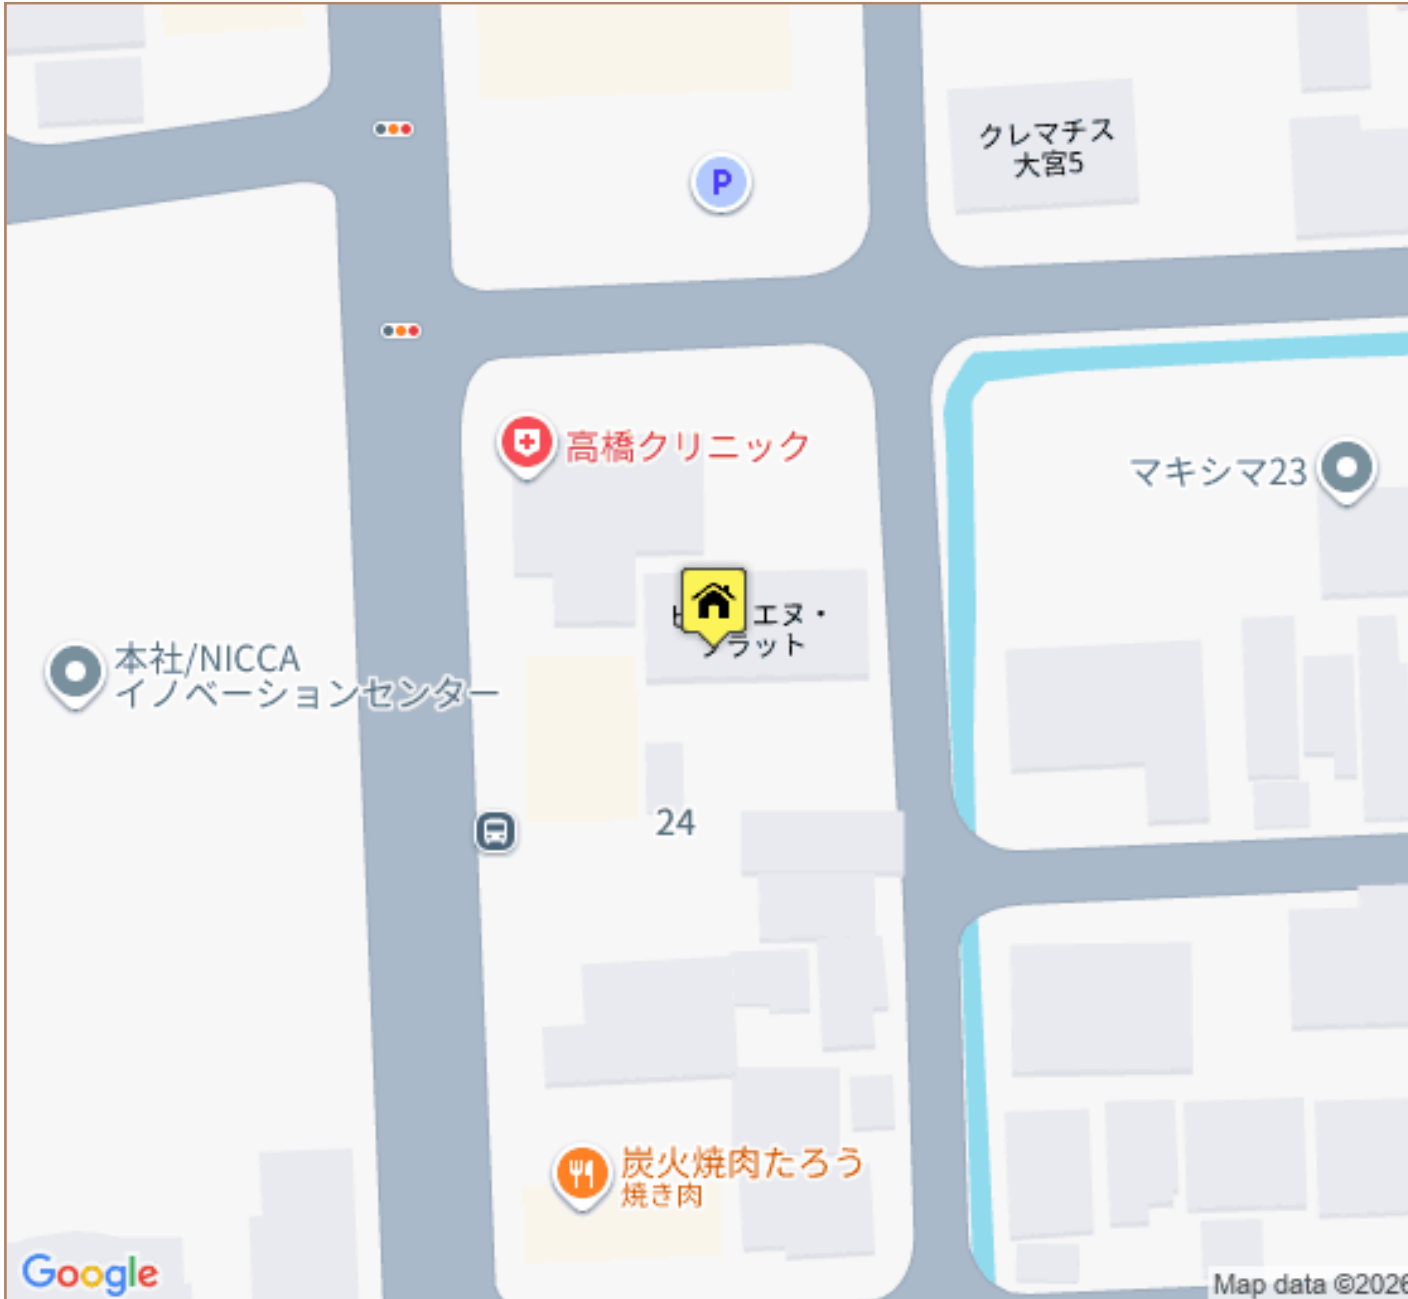 クレマチス
大宮5
P
高橋クリニック
マキシマ23
エヌ・
ラット
本社/NICCA
イノベーションセンター
24
炭火焼肉たろう
焼き肉
Google
Map data ©2026